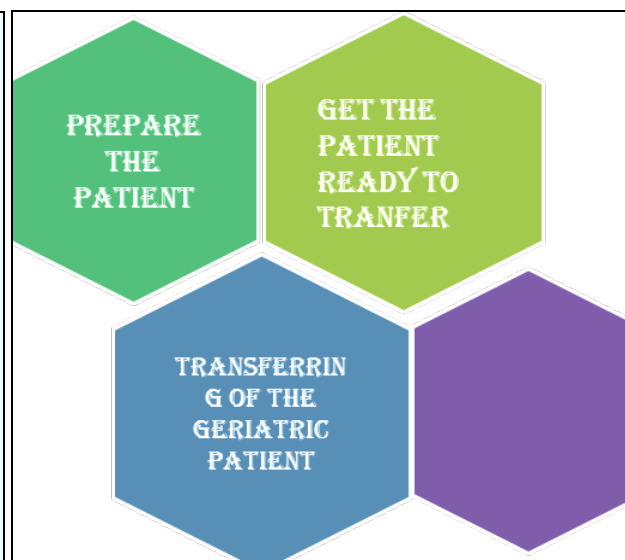 PREPARE
THE
PATIENT
GET THE
PATIENT
READY TO
TRANFER
TRANSFERRIN
G OF THE
GERIATRIC
PATIENT